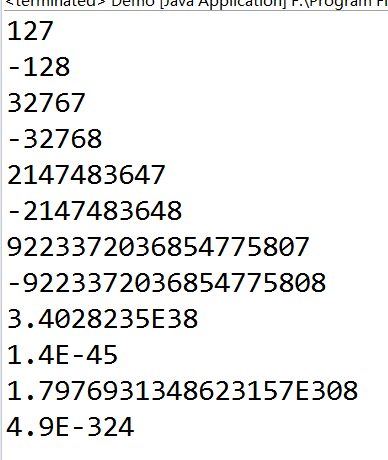 <terminated> Demo [Java Application] F:\Program Fi
127
-128
32767
-32768
2147483647
-2147483648
9223372036854775807
-9223372036854775808
3.4028235E38
1.4E-45
1.7976931348623157E308
4.9E-324